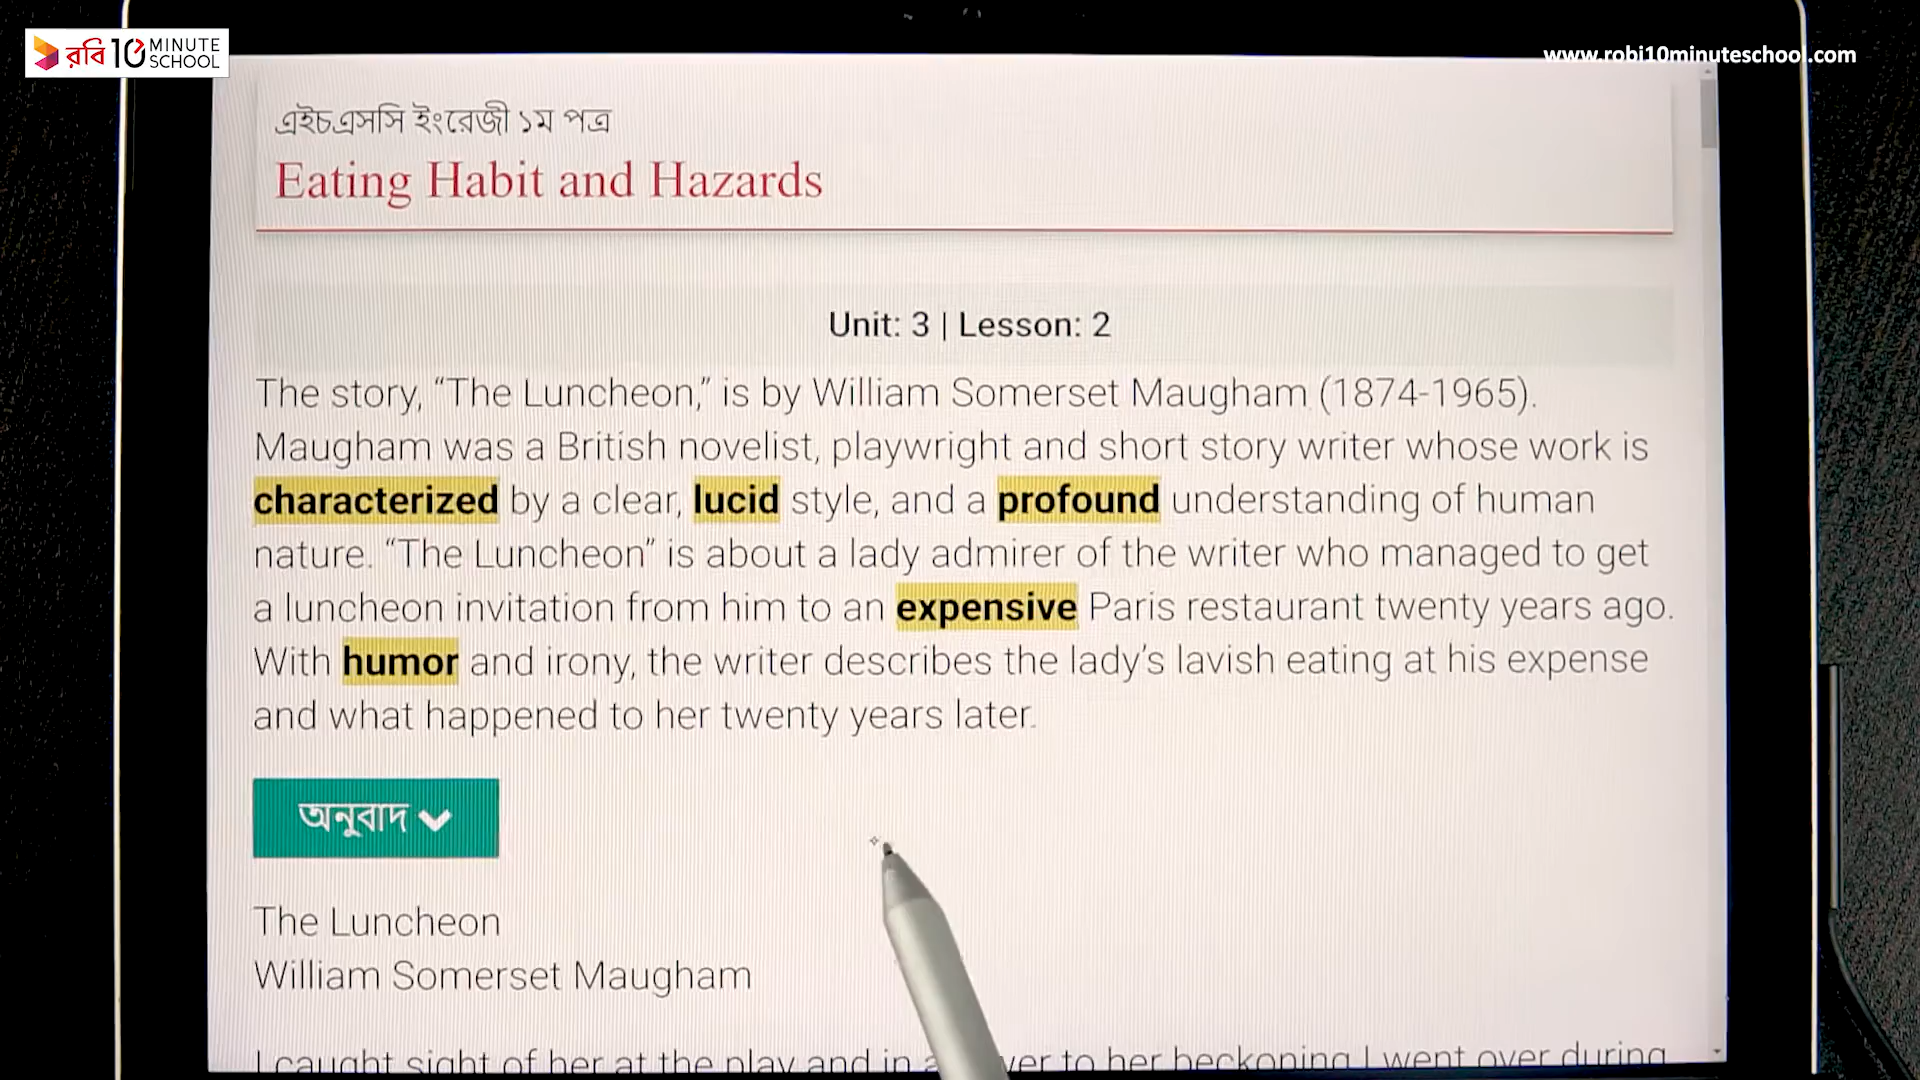 রবি 10 MINUTE SCHOOL
www.robi10minuteschool.com
এইচএসসি ইংরেজী ১ম পত্র
Eating Habit and Hazards
Unit: 3 | Lesson: 2
The story, “The Luncheon,” is by William Somerset Maugham (1874-1965).
Maugham was a British novelist, playwright and short story writer whose work is
characterized by a clear, lucid style, and a profound understanding of human
nature. “The Luncheon” is about a lady admirer of the writer who managed to get
a luncheon invitation from him to an expensive Paris restaurant twenty years ago.
With humor and irony, the writer describes the lady’s lavish eating at his expense
and what happened to her twenty years later.
অনুবাদ
The Luncheon
William Somerset Maugham
I caught sight of her at the play and in to her beckoning I went over during